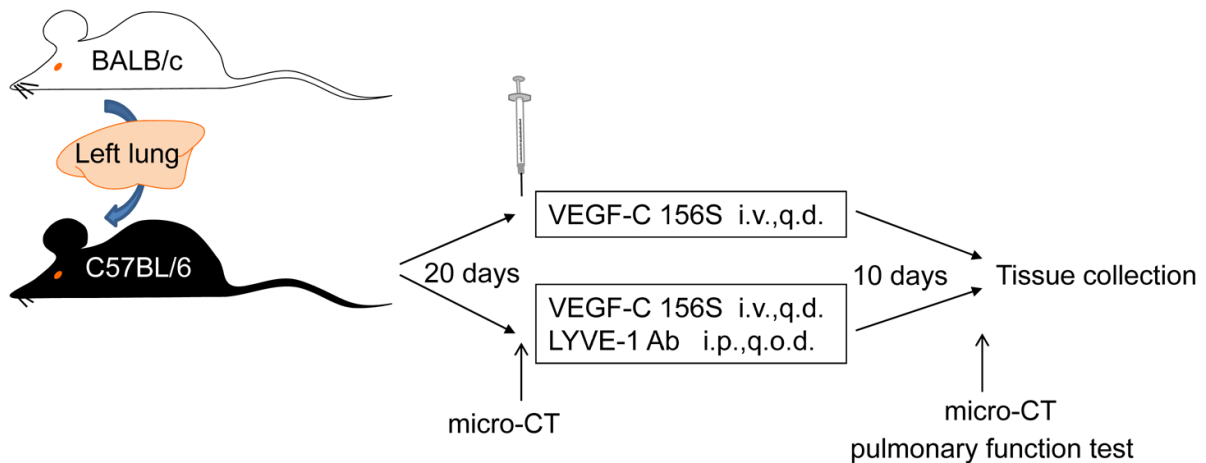 BALB/c
Left lung
C57BL/6
20 days
VEGF-C 156S i.v.,q.d.
VEGF-C 156S i.v.,q.d.
LYVE-1 Ab i.p.,q.o.d.
micro-CT
10 days
Tissue collection
micro-CT
pulmonary function test